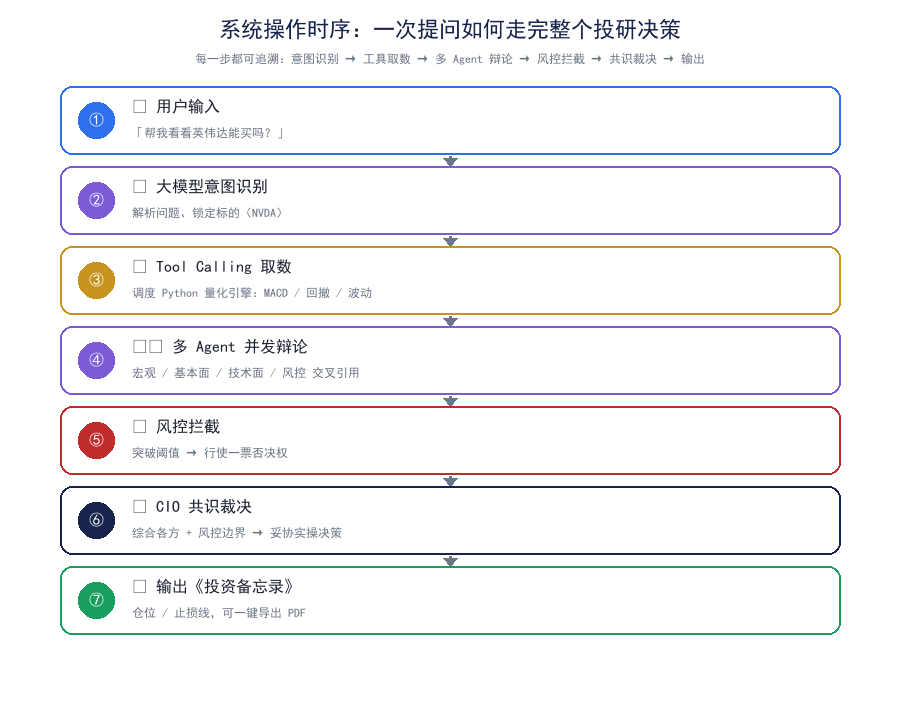 系统操作时序：一次提问如何走完整个投研决策
每一步都可追溯：意图识别 → 工具取数 → 多 Agent 辩论 → 风控拦截 → 共识裁决 → 输出
① □ 用户输入
「帮我看看英伟达能买吗？」
② □ 大模型意图识别
解析问题、锁定标的（NVDA）
③ □ Tool Calling 取数
调度 Python 量化引擎：MACD / 回撤 / 波动
④ □□ 多 Agent 并发辩论
宏观 / 基本面 / 技术面 / 风控 交叉引用
⑤ □ 风控拦截
突破阈值 → 行使一票否决权
⑥ □ CIO 共识裁决
综合各方 + 风控边界 → 妥协实操决策
⑦ □ 输出《投资备忘录》
仓位 / 止损线，可一键导出 PDF